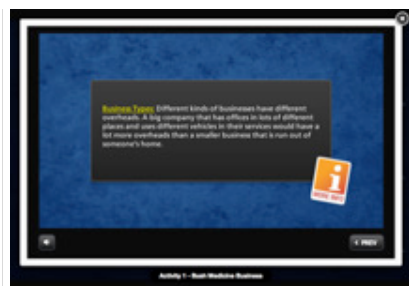 Business Types: Different kinds of businesses have different
overheads. A big company that has offices in lots of different
places and uses different vehicles in their services would have a
lot more overheads than a smaller business that is run out of
someone's home.
MORE INFO
PREV
Activity 1 - Bush Medicine Business